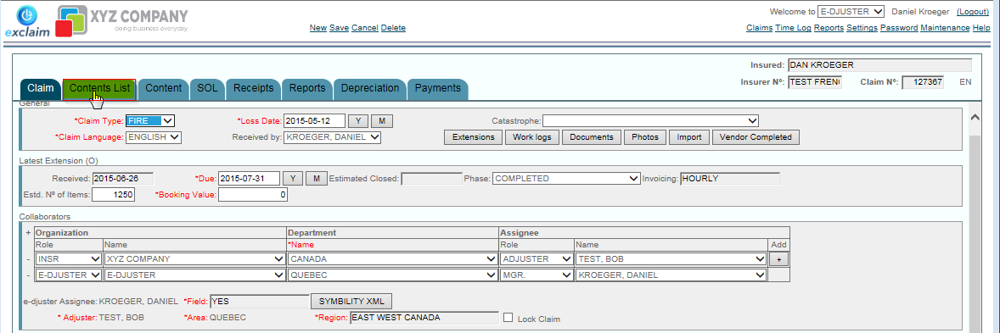 exclaim
XYZ COMPANY
doing business everyday
New Save Cancel Delete
Welcome to E-DJUSTER Daniel Kroeger (Logout)
Claims Time Log Reports Settings Password Maintenance Help
Insured: DAN KROEGER
Insurer Nº: TEST FREN Claim Nº: 127367 EN
Claim Contents List Content SOL Receipts Reports Depreciation Payments
General
*Claim Type: FIRE *Loss Date: 2015-05-12 Y M Catastrophe:
*Claim Language: ENGLISH Received by: KROEGER, DANIEL Extensions Work logs Documents Photos Import Vendor Completed
Latest Extension (O)
Received: 2015-06-26 *Due: 2015-07-31 Y M Estimated Closed: Phase: COMPLETED Invoicing: HOURLY
Estd. Nº of Items: 1250 *Booking Value: 0
Collaborators
+ Organization Department Assignee
Role Name *Name Role Name Add
- INSR XYZ COMPANY CANADA ADJUSTER TEST, BOB +
- E-DJUSTER E-DJUSTER QUEBEC MGR. KROEGER, DANIEL
e-djuster Assignee: KROEGER, DANIEL *Field: YES SYMBILITY XML
* Adjuster: TEST, BOB *Area: QUEBEC *Region: EAST WEST CANADA Lock Claim